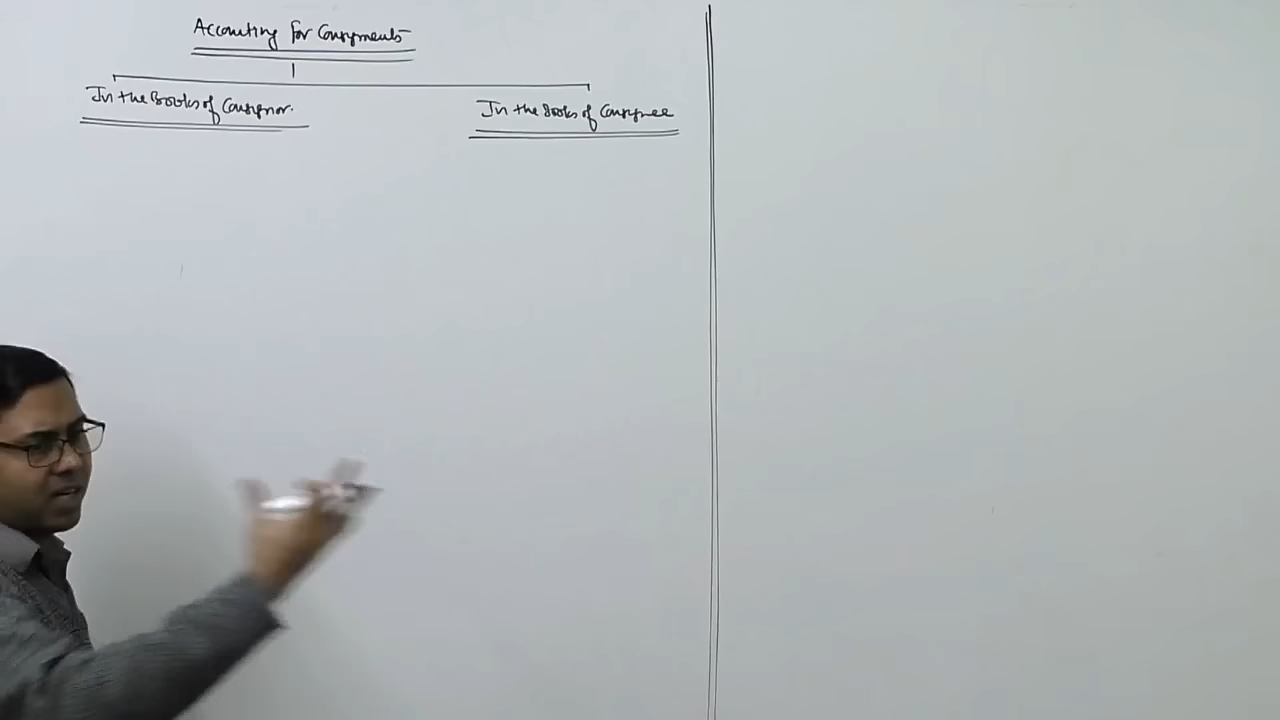 Accounting for Consignments
In the Books of Consignor.
In the Books of Consignee